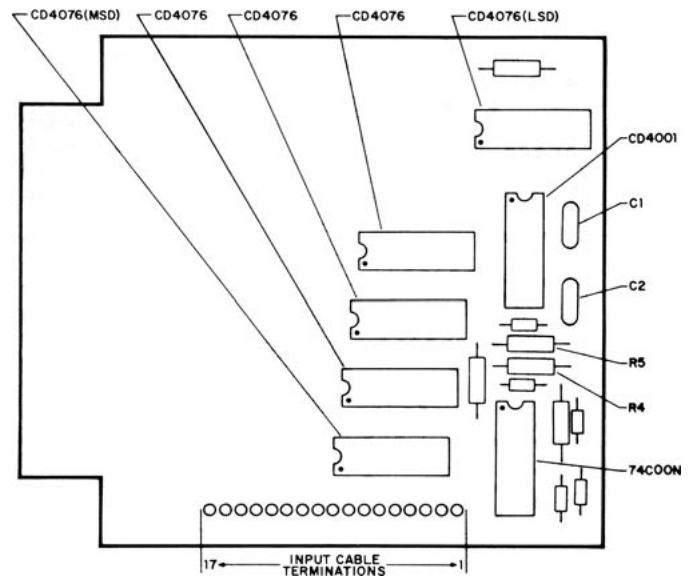 CD4076(MSD)
CD4076
CD4076
CD4076
CD4076(LSD)
CD4001
C1
C2
R5
R4
74C00N
17
INPUT CABLE
TERMINATIONS
1